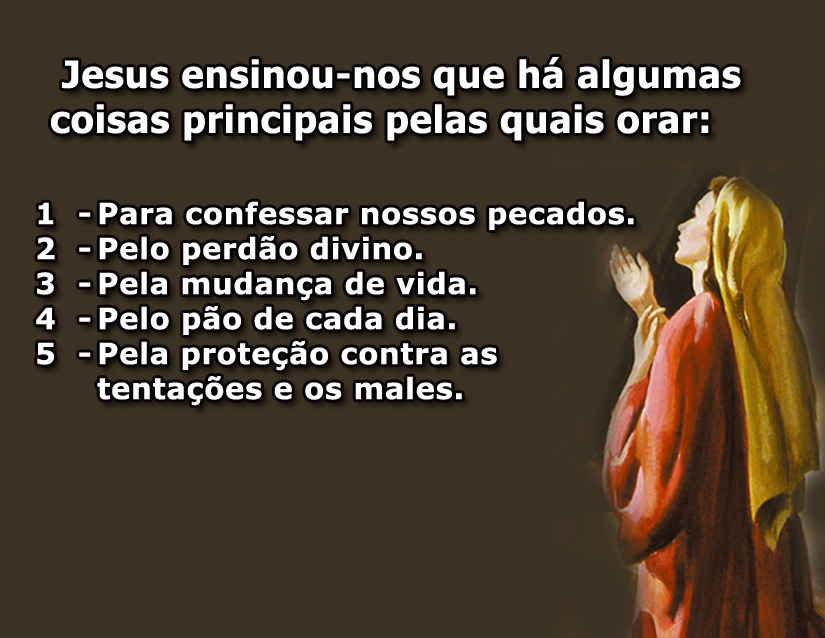 Jesus ensinou-nos que há algumas
coisas principais pelas quais orar:
1 - Para confessar nossos pecados.
2 - Pelo perdão divino.
3 - Pela mudança de vida.
4 - Pelo pão de cada dia.
5 - Pela proteção contra as
tentações e os males.